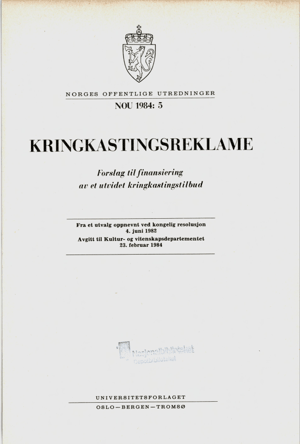 NORGES OFFENTLIGE UTREDNINGER
NOU 1984: 5
KRINGKASTINGSREKLAME
Forslag til finansiering
av et utvidet kringkastingstilbud
Fra et utvalg oppnevnt ved kongelig resolusjon
4. juni 1982
Avgitt til Kultur- og vitenskapsdepartementet
22. februar 1984
UNIVERSITETSFORLAGET
OSLO — BERGEN — TROMSØ